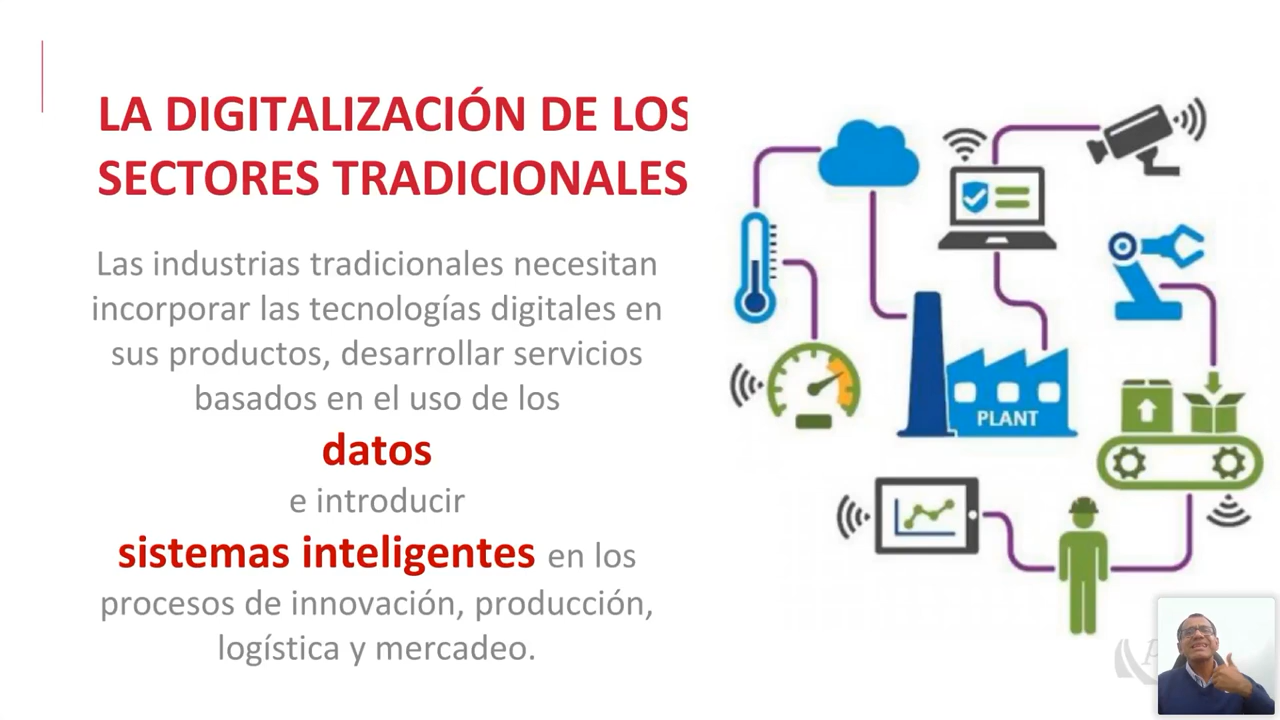 LA DIGITALIZACIÓN DE LOS
SECTORES TRADICIONALES
Las industrias tradicionales necesitan
incorporar las tecnologías digitales en
sus productos, desarrollar servicios
basados en el uso de los
datos
e introducir
sistemas inteligentes en los
procesos de innovación, producción,
logística y mercadeo.
PLANT